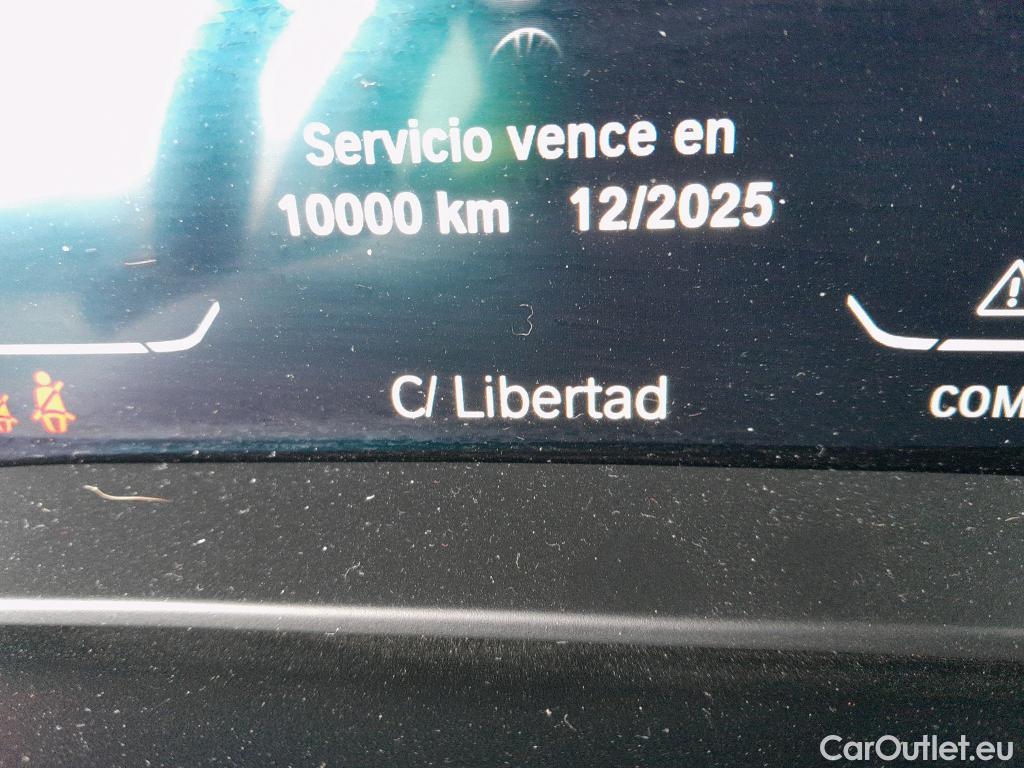 Servicio vence en
10000 km 12/2025
C/ Libertad
COM
CarOutlet.eu